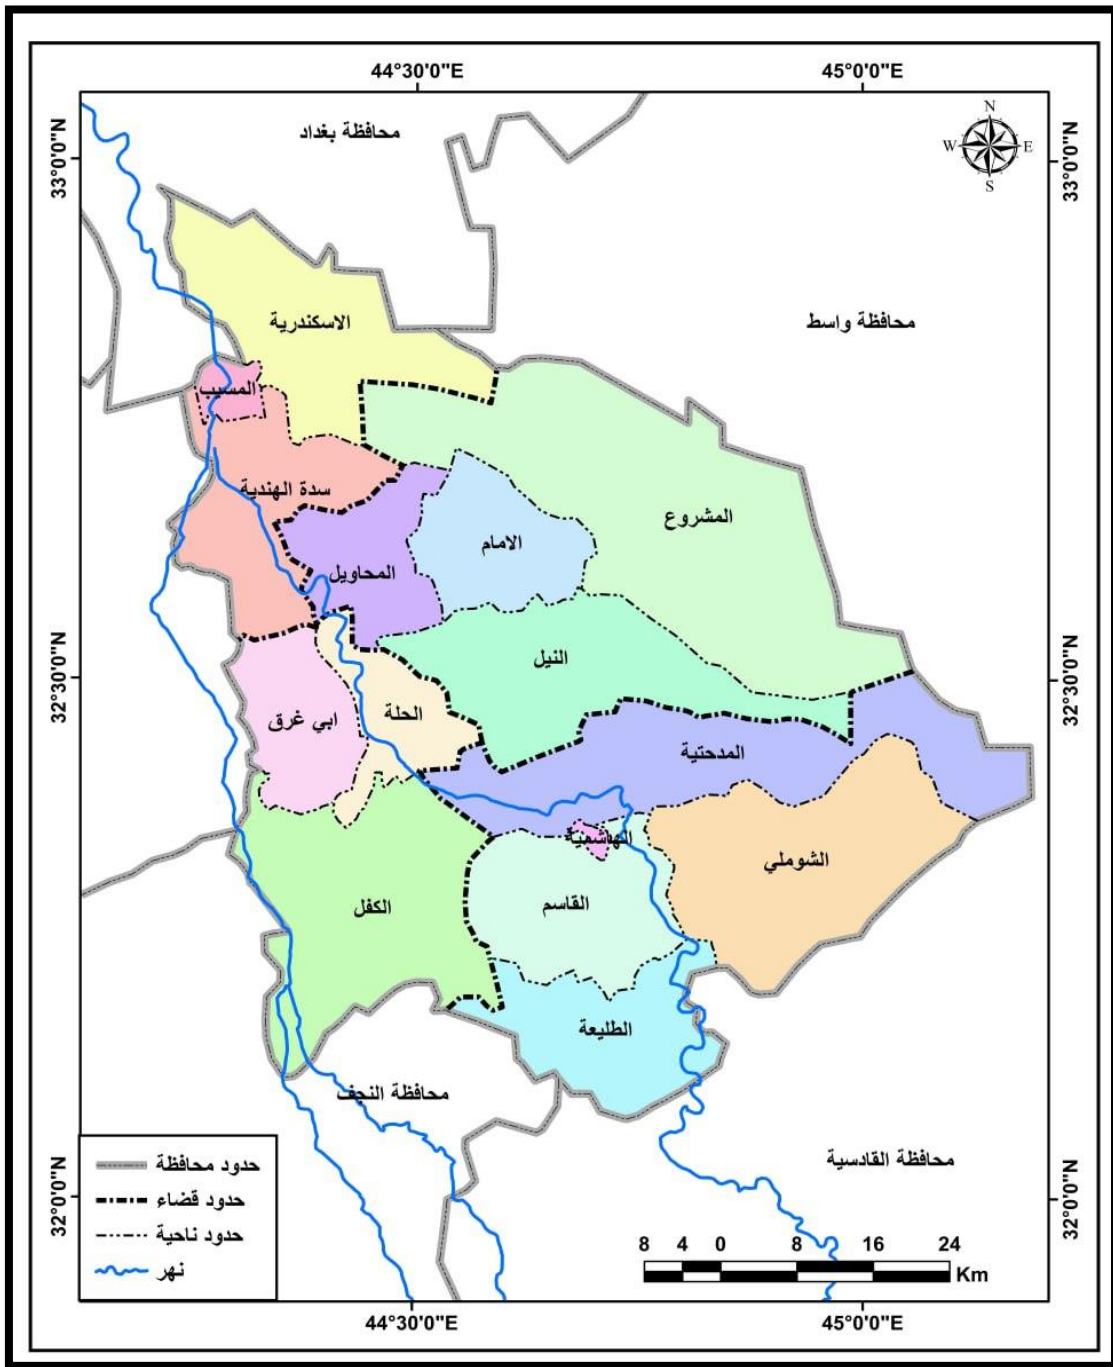 44°30'0"E
45°0'0"E
N
W
E
S
محافظة بغداد
33°0'0"N
33°0'0"N
الاسكندرية
محافظة واسط
المسيب
سدة الهندية
المشروع
الامام
المحاويل
النيل
32°30'0"N
32°30'0"N
الحلة
ابي غرق
المدحتية
الهاشمية
الشوملي
القاسم
الكفل
الطليعة
محافظة النجف
محافظة القادسية
32°0'0"N
32°0'0"N
حدود محافظة
حدود قضاء
حدود ناحية
نهر
8 4 0 8 16 24
Km
44°30'0"E
45°0'0"E